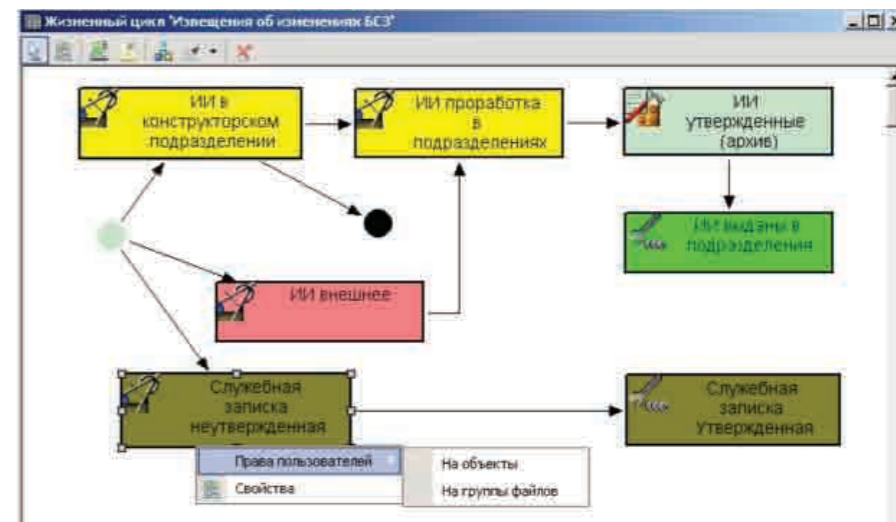 Жизненный цикл "Извещения об изменениях БСЗ"
ИИ в
конструкторском
подразделении
ИИ проработка
в
подразделениях
ИИ
утвержденные
(архив)
ИИ выданы в
подразделения
ИИ внешнее
Служебная
записка
неутвержденная
Служебная
записка
Утвержденная
Права пользователей
На объекты
Свойства
На группы файлов